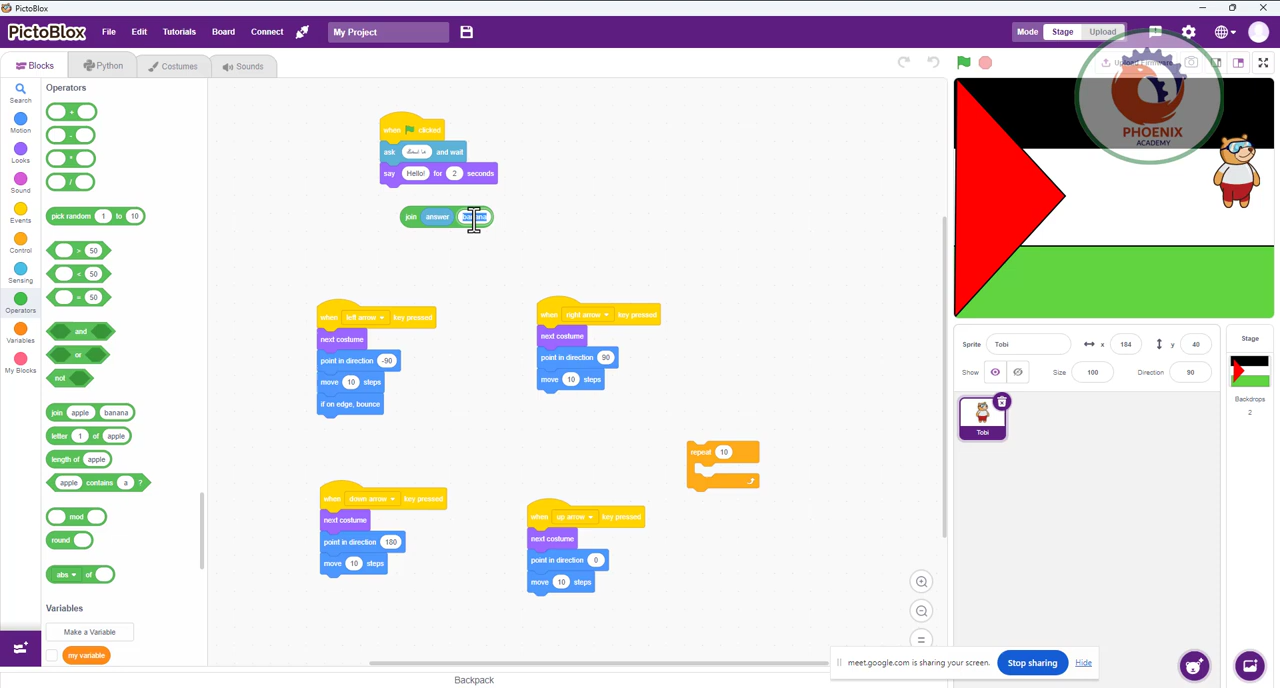 PictoBlox
PictoBlox File Edit Tutorials Board Connect My Project Mode Stage Upload
Blocks Python Costumes Sounds
Upload Firmware
PHOENIX
ACADEMY
Search
Motion
Looks
Sound
Events
Control
Sensing
Operators
Variables
My Blocks
Operators
+
-
*
/
pick random 1 to 10
> 50
< 50
= 50
and
or
not
join apple banana
letter 1 of apple
length of apple
apple contains a ?
mod
round
abs of
Variables
Make a Variable
my variable
when clicked
ask and wait
say Hello! for 2 seconds
join answer banana
when left arrow key pressed
next costume
point in direction -90
move 10 steps
if on edge, bounce
when right arrow key pressed
next costume
point in direction 90
move 10 steps
repeat 10
when down arrow key pressed
next costume
point in direction 180
move 10 steps
when up arrow key pressed
next costume
point in direction 0
move 10 steps
Sprite Tobi x 184 y 40
Show Size 100 Direction 90
Tobi
Stage
Backdrops
2
meet.google.com is sharing your screen. Stop sharing Hide
Backpack